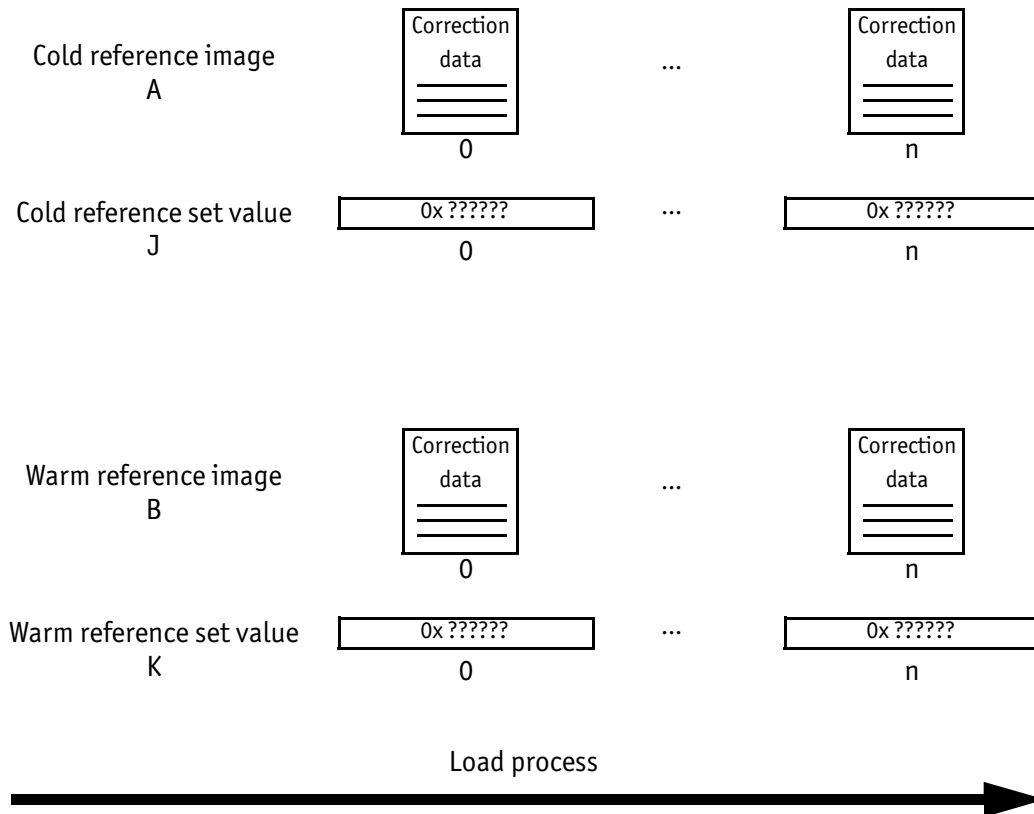 Cold reference image
A
Correction
data
0
...
Correction
data
n
Cold reference set value
J
0x ??????
0
...
0x ??????
n
Warm reference image
B
Correction
data
0
...
Correction
data
n
Warm reference set value
K
0x ??????
0
...
0x ??????
n
Load process